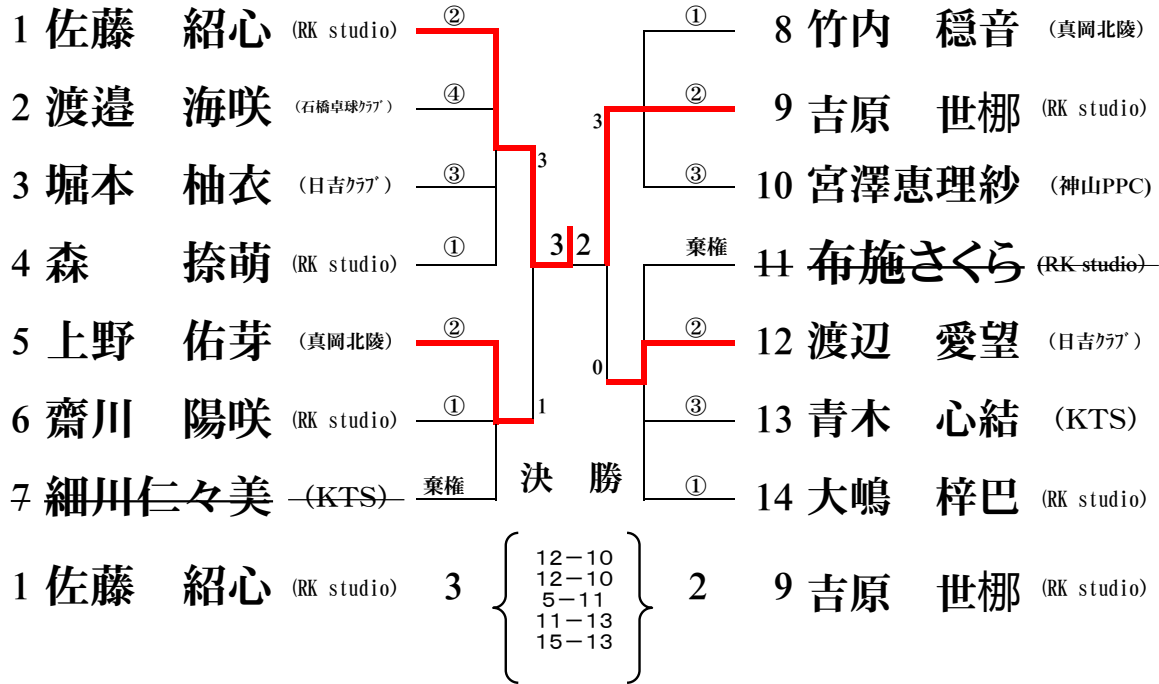 1 佐藤 紹心 (RK studio) ②
2 渡邉 海咲 (石橋卓球ｸﾗﾌﾞ) ④
3 堀本 柚衣 (日吉ｸﾗﾌﾞ) ③
4 森 捺萌 (RK studio) ①
5 上野 佑芽 (真岡北陵) ②
6 齋川 陽咲 (RK studio) ①
7 細川仁々美 (KTS) 棄権
3
1
3 2
3
0
① 8 竹内 穏音 (真岡北陵)
② 9 吉原 世梛 (RK studio)
③ 10 宮澤恵理紗 (神山PPC)
棄権 11 布施さくら (RK studio)
② 12 渡辺 愛望 (日吉ｸﾗﾌﾞ)
③ 13 青木 心結 (KTS)
① 14 大嶋 梓巴 (RK studio)
決 勝
1 佐藤 紹心 (RK studio) 3
12－10
12－10
5－11
11－13
15－13
2 9 吉原 世梛 (RK studio)